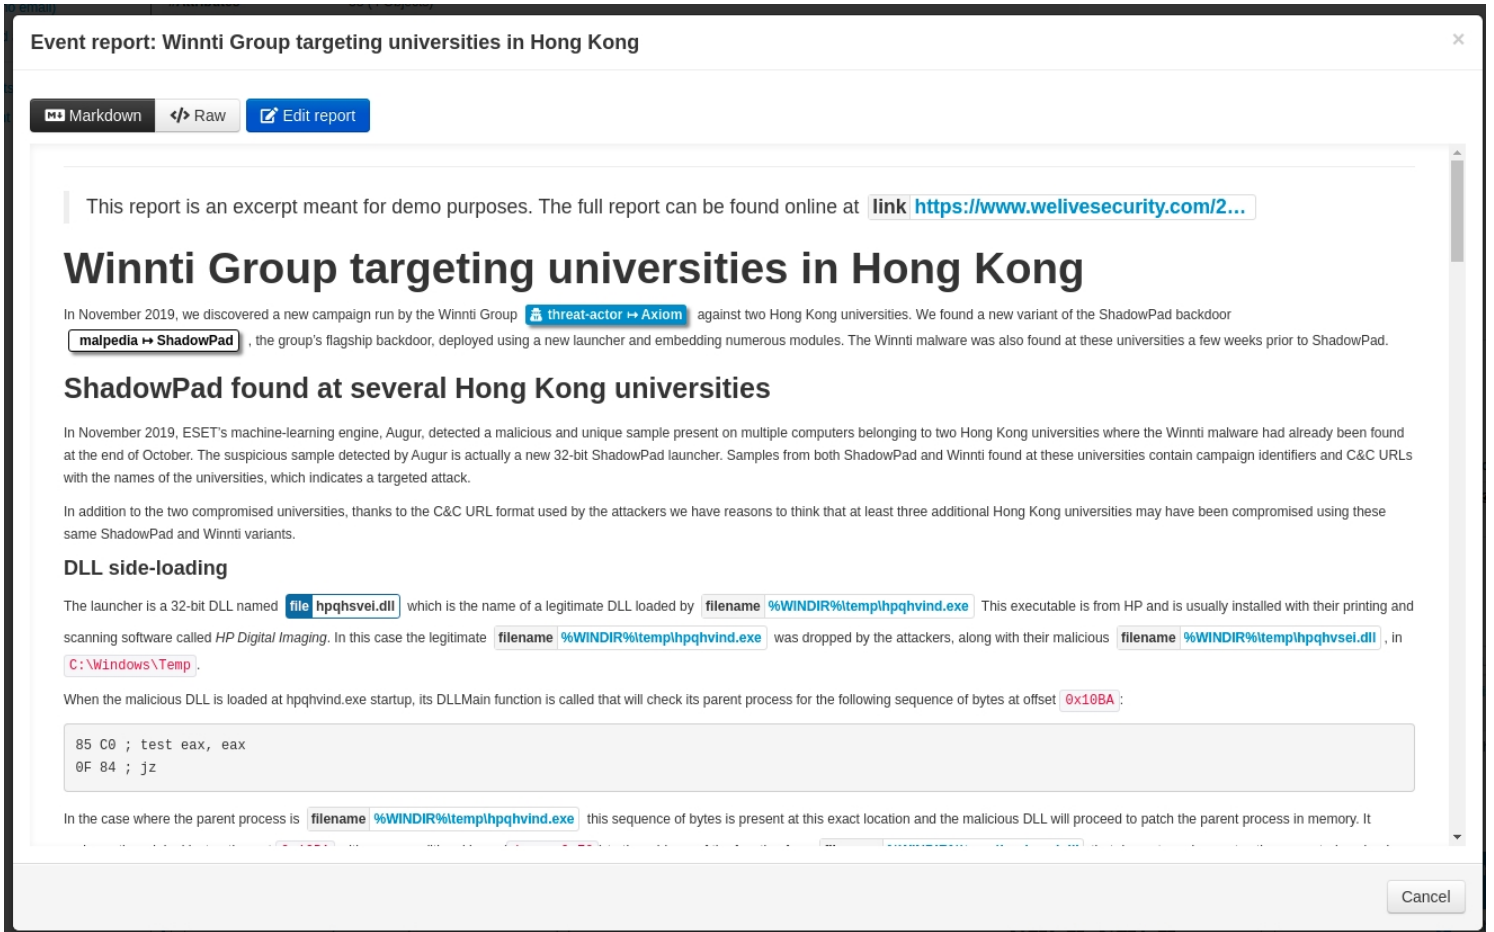 no email)
Event report: Winnti Group targeting universities in Hong Kong ×
Markdown </> Raw Edit report
This report is an excerpt meant for demo purposes. The full report can be found online at link https://www.welivesecurity.com/2...
Winnti Group targeting universities in Hong Kong
In November 2019, we discovered a new campaign run by the Winnti Group threat-actor ↦ Axiom against two Hong Kong universities. We found a new variant of the ShadowPad backdoor
malpedia ↦ ShadowPad , the group's flagship backdoor, deployed using a new launcher and embedding numerous modules. The Winnti malware was also found at these universities a few weeks prior to ShadowPad.
ShadowPad found at several Hong Kong universities
In November 2019, ESET's machine-learning engine, Augur, detected a malicious and unique sample present on multiple computers belonging to two Hong Kong universities where the Winnti malware had already been found
at the end of October. The suspicious sample detected by Augur is actually a new 32-bit ShadowPad launcher. Samples from both ShadowPad and Winnti found at these universities contain campaign identifiers and C&C URLs
with the names of the universities, which indicates a targeted attack.
In addition to the two compromised universities, thanks to the C&C URL format used by the attackers we have reasons to think that at least three additional Hong Kong universities may have been compromised using these
same ShadowPad and Winnti variants.
DLL side-loading
The launcher is a 32-bit DLL named file hpqhsvei.dll which is the name of a legitimate DLL loaded by filename %WINDIR%\temp\hpqhvind.exe This executable is from HP and is usually installed with their printing and
scanning software called HP Digital Imaging. In this case the legitimate filename %WINDIR%\temp\hpqhvind.exe was dropped by the attackers, along with their malicious filename %WINDIR%\temp\hpqhvsei.dll , in
C:\Windows\Temp .
When the malicious DLL is loaded at hpqhvind.exe startup, its DLLMain function is called that will check its parent process for the following sequence of bytes at offset 0x10BA :
85 C0 ; test eax, eax
0F 84 ; jz
In the case where the parent process is filename %WINDIR%\temp\hpqhvind.exe this sequence of bytes is present at this exact location and the malicious DLL will proceed to patch the parent process in memory. It
Cancel